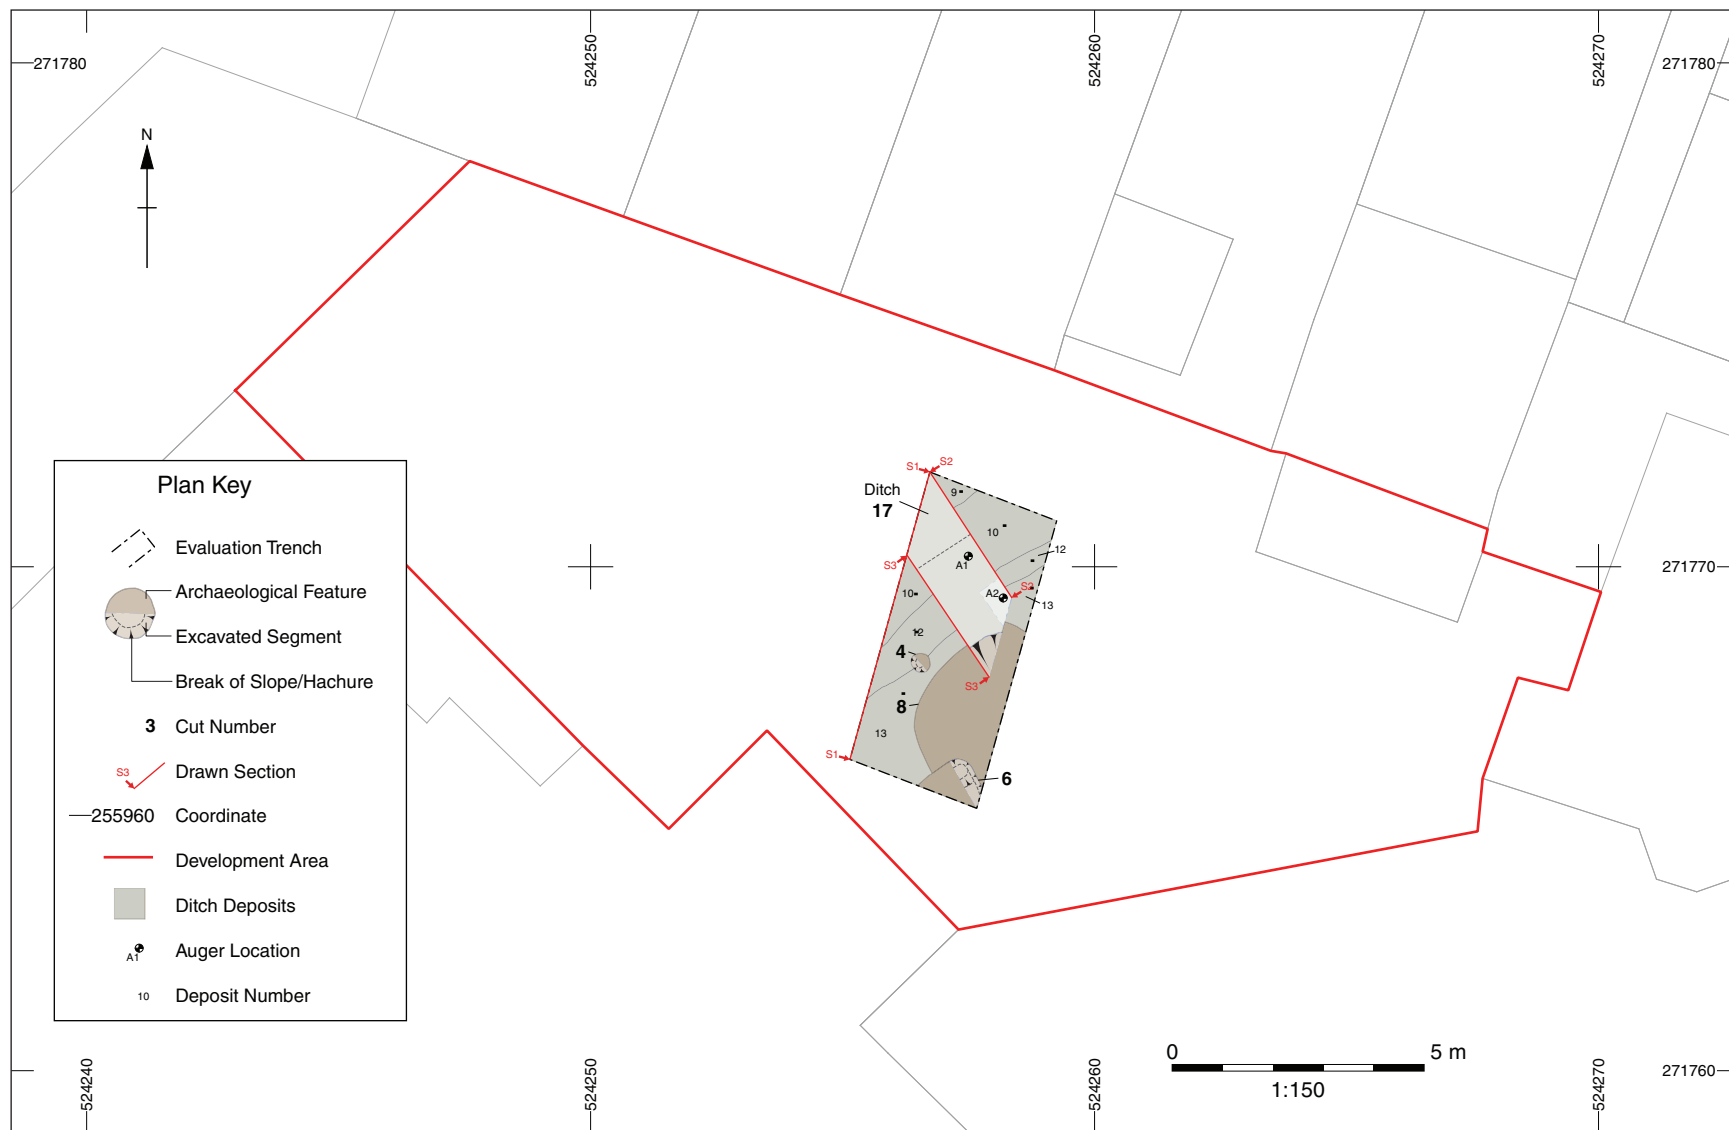 524250
524260
524270
271780
271780
N
S1
S2
9
Ditch
17
10
12
A1
S3
S2
A2
13
10
12
4
S3
8
13
6
S1
271770
Plan Key
Evaluation Trench
Archaeological Feature
Excavated Segment
Break of Slope/Hachure
3 Cut Number
S3 Drawn Section
255960 Coordinate
Development Area
Ditch Deposits
A1 Auger Location
10 Deposit Number
0 5 m
1:150
271760
524240
524250
524260
524270